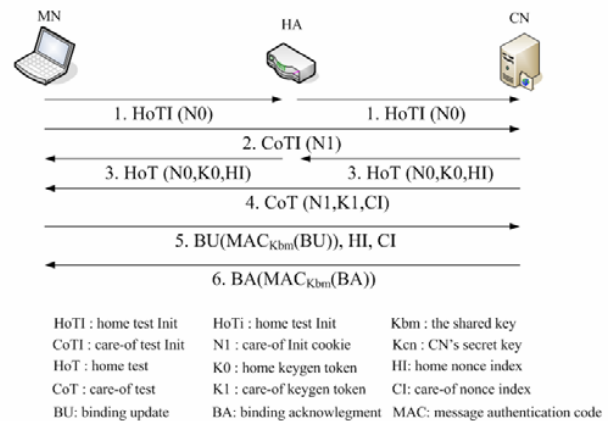 MN HA CN
1. HoTI (N0) 1. HoTI (N0)
2. CoTI (N1)
3. HoT (N0,K0,HI) 3. HoT (N0,K0,HI)
4. CoT (N1,K1,CI)
5. BU(MACKbm(BU)), HI, CI
6. BA(MACKbm(BA))
HoTI : home test Init HoTi : home test Init Kbm : the shared key
CoTI : care-of test Init N1 : care-of Init cookie Kcn : CN's secret key
HoT : home test K0 : home keygen token HI: home nonce index
CoT : care-of test K1 : care-of keygen token CI: care-of nonce index
BU: binding update BA: binding acknowlegment MAC: message authentication code